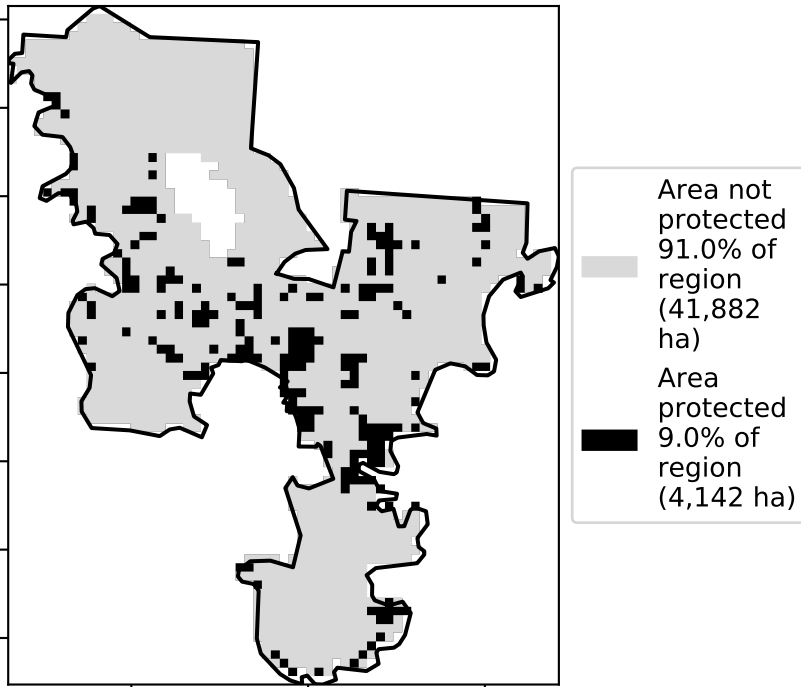 Area not
protected
91.0% of
region
(41,882
ha)
Area
protected
9.0% of
region
(4,142 ha)